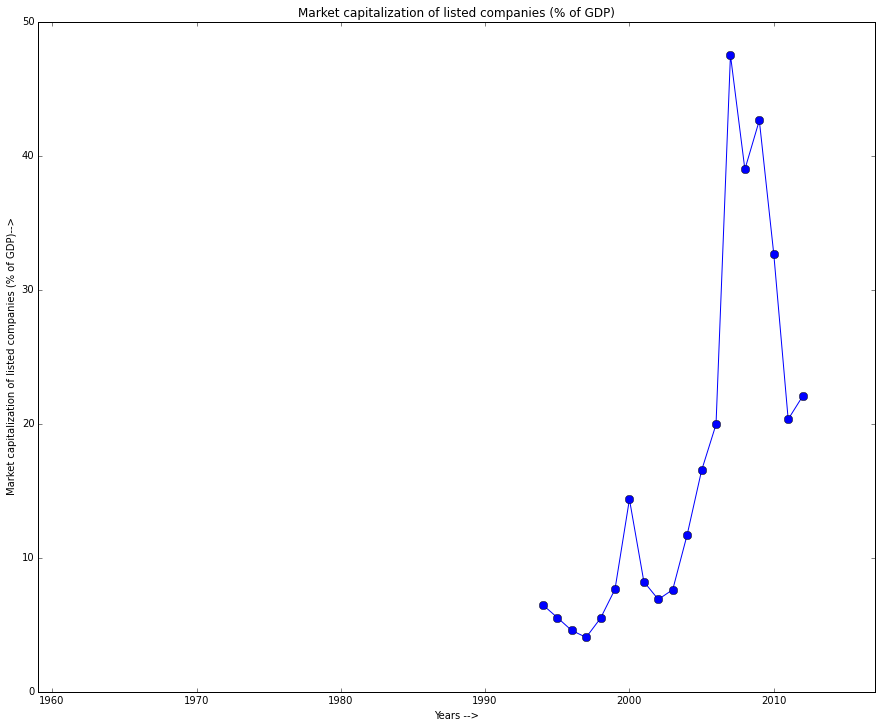 Market capitalization of listed companies (% of GDP)
50
40
30
20
10
0
Market capitalization of listed companies (% of GDP)-->
1960 1970 1980 1990 2000 2010
Years -->